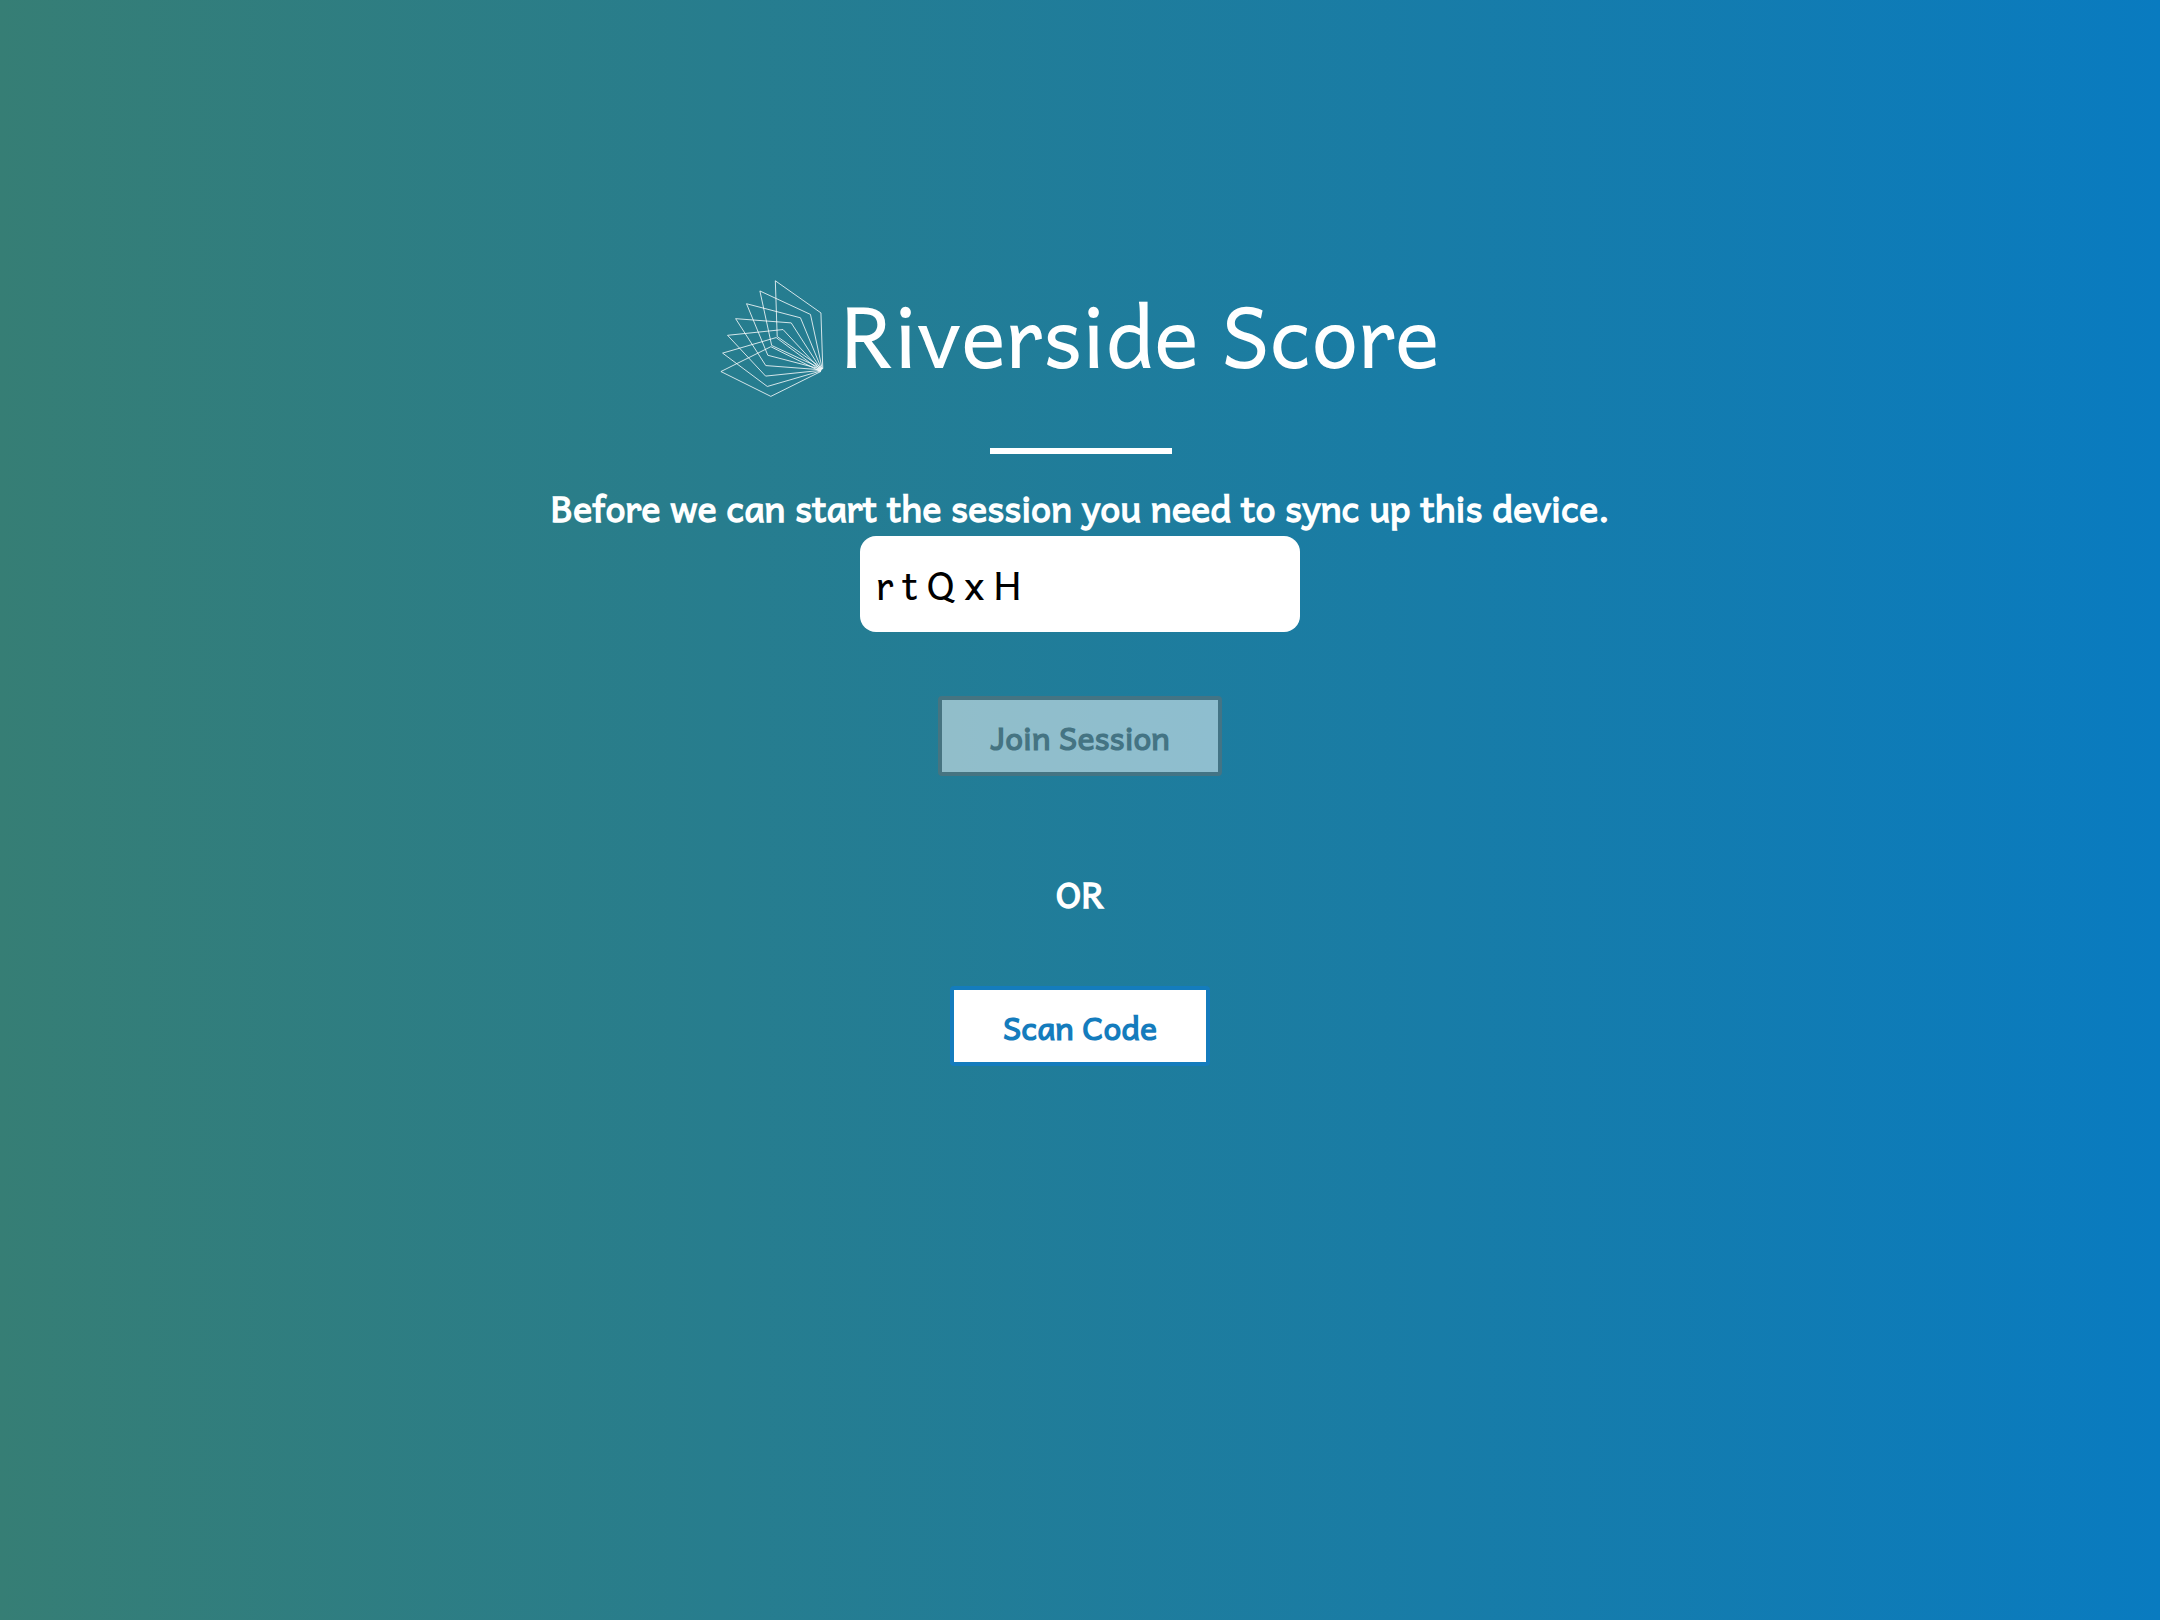 Riverside Score
Before we can start the session you need to sync up this device.
rtQxH
Join Session
OR
Scan Code